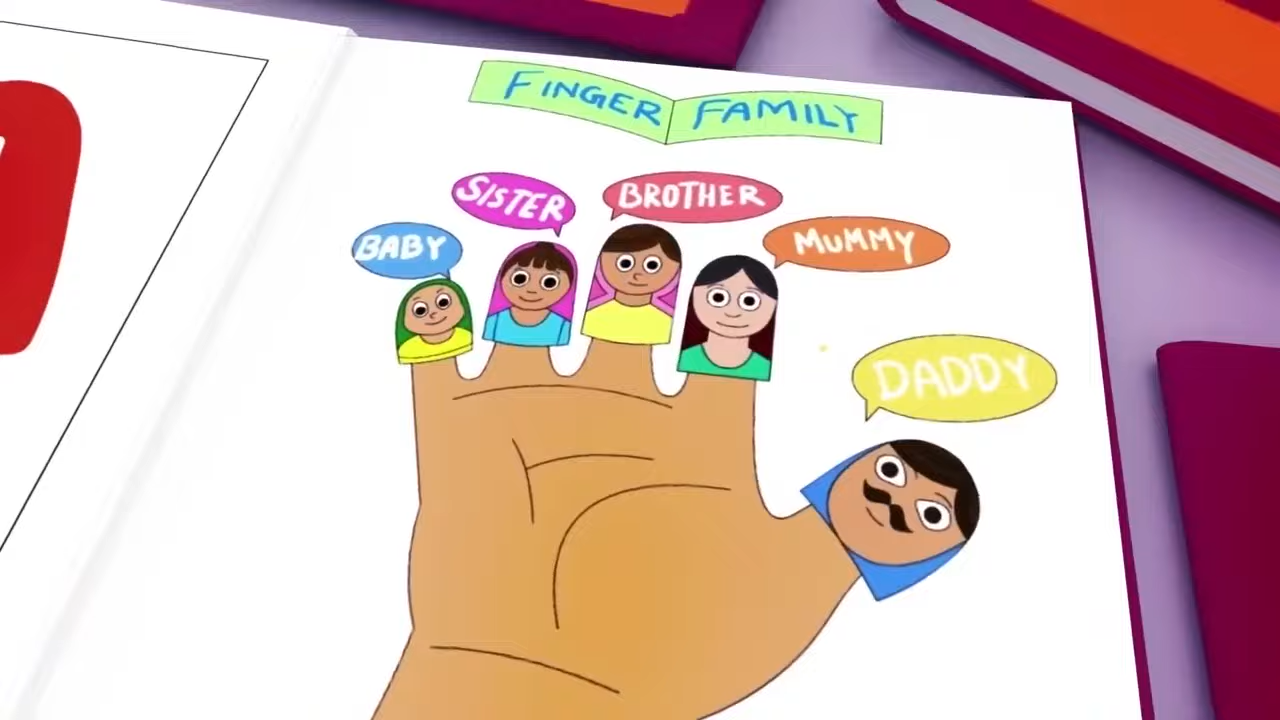 FINGER FAMILY
SISTER
BROTHER
BABY
MUMMY
DADDY